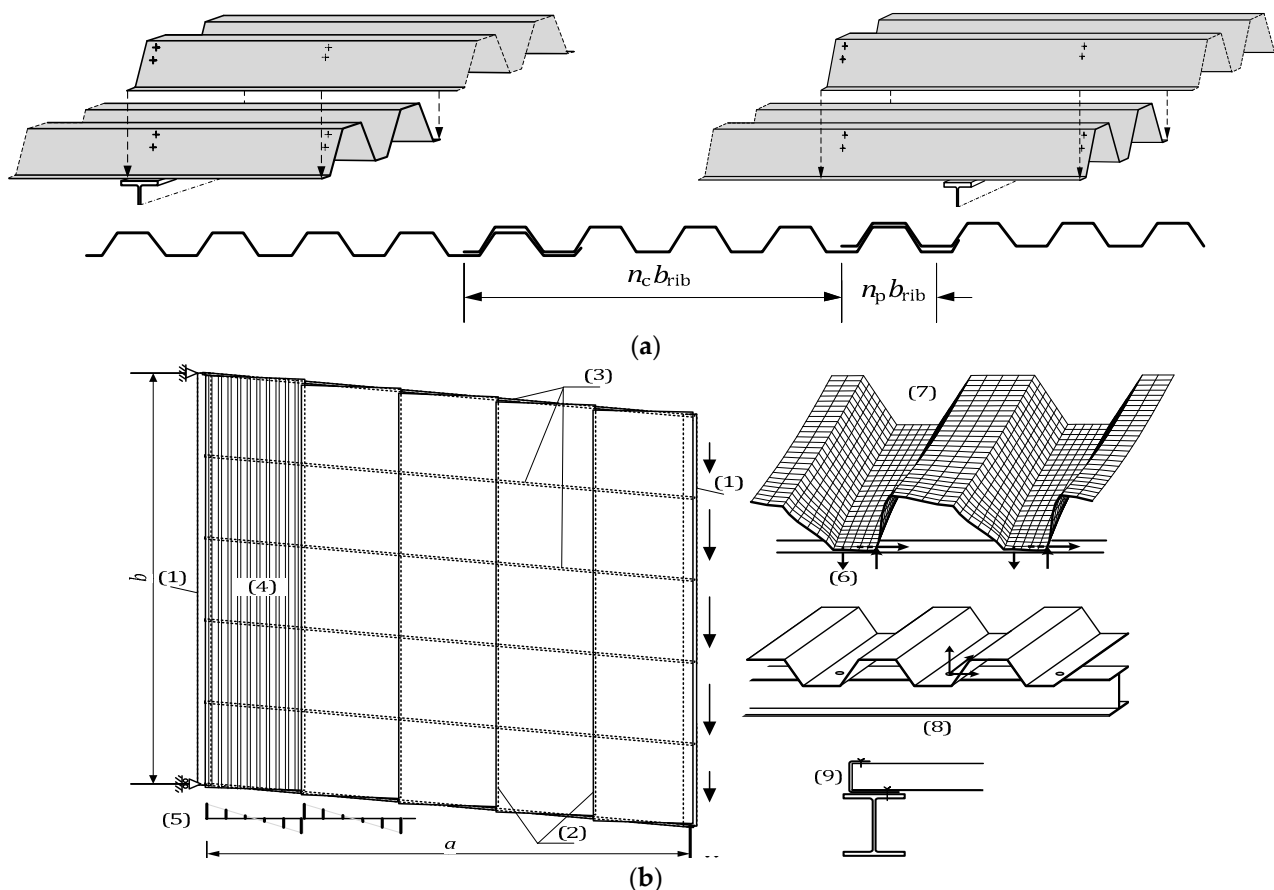 n_c b_rib
n_p b_rib
(a)
(3)
(7)
(1)
b
(1)
(4)
(6)
(8)
(9)
(5)
(2)
a
(b)